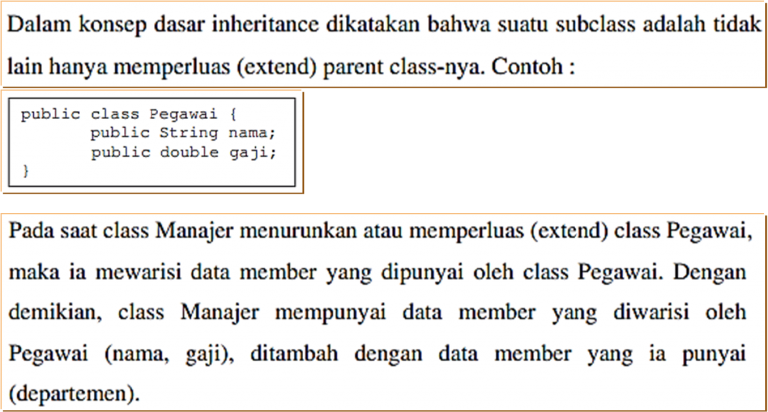 Dalam konsep dasar inheritance dikatakan bahwa suatu subclass adalah tidak
lain hanya memperluas (extend) parent class-nya. Contoh :
public class Pegawai {
public String nama;
public double gaji;
}
Pada saat class Manajer menurunkan atau memperluas (extend) class Pegawai,
maka ia mewarisi data member yang dipunyai oleh class Pegawai. Dengan
demikian, class Manajer mempunyai data member yang diwarisi oleh
Pegawai (nama, gaji), ditambah dengan data member yang ia punyai
(departemen).